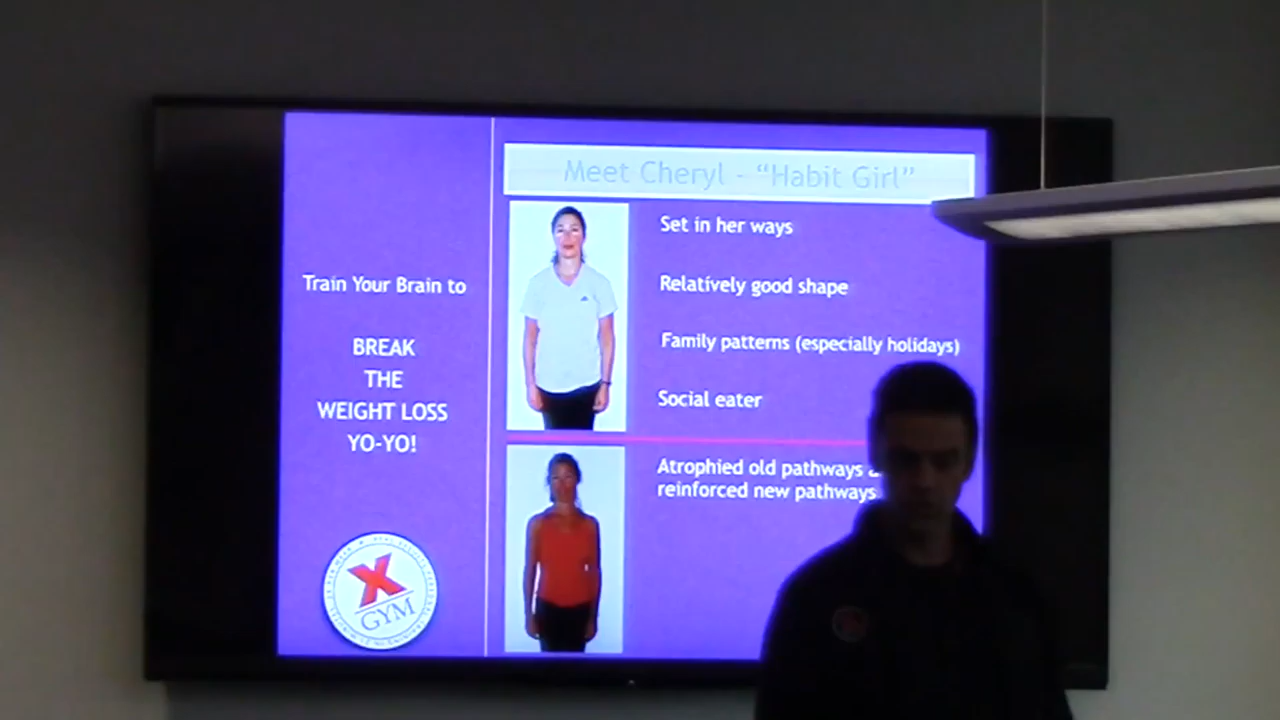 Meet Cheryl - “Habit Girl”
Train Your Brain to
BREAK
THE
WEIGHT LOSS
YO-YO!
X
GYM
Set in her ways
Relatively good shape
Family patterns (especially holidays)
Social eater
Atrophied old pathways
reinforced new pathways